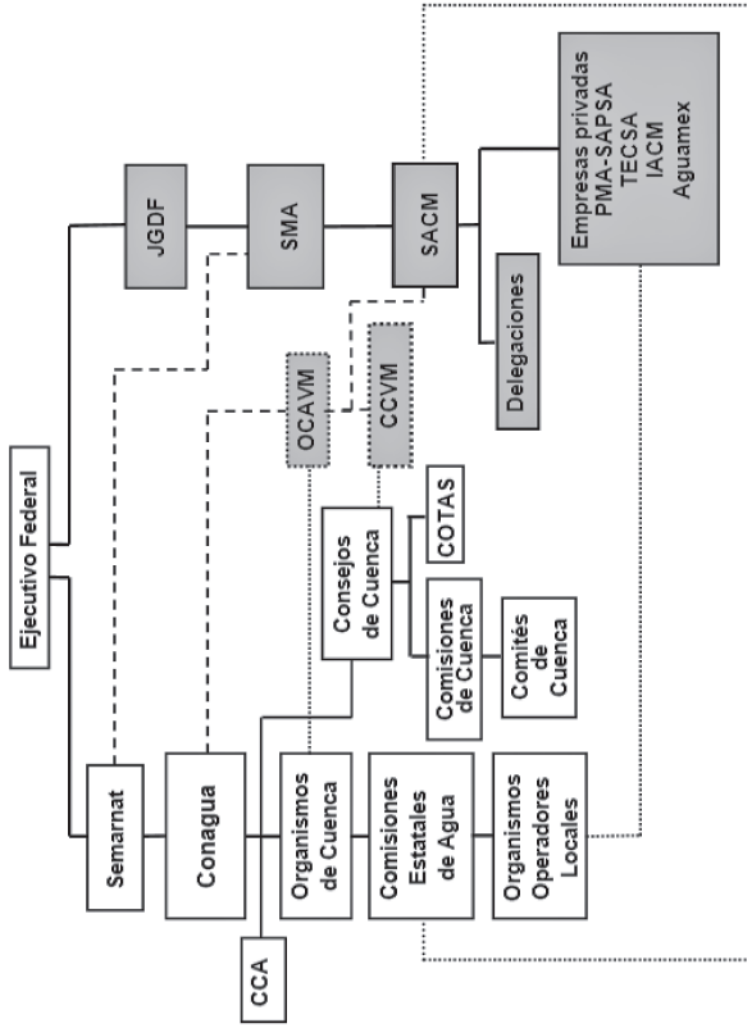 Ejecutivo Federal
Semarnat
JGDF
Conagua
SMA
CCA
Organismos
de Cuenca
OCAVM
Consejos
de Cuenca
CCVM
SACM
Comisiones
Estatales
de Agua
Comisiones
de Cuenca
COTAS
Organismos
Operadores
Locales
Comités
de
Cuenca
Delegaciones
Empresas privadas
PMA-SAPSA
TECSA
IACM
Aguamex